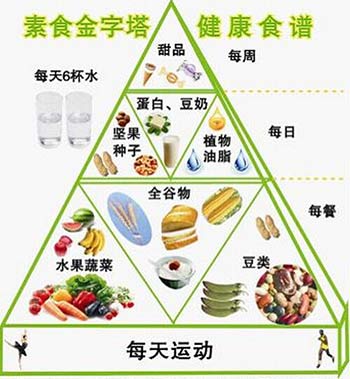 素食金字塔 健康食谱
甜品
每周
每天6杯水
蛋白、豆奶
坚果
种子
植物
油脂
每日
全谷物
每餐
水果蔬菜
豆类
每天运动